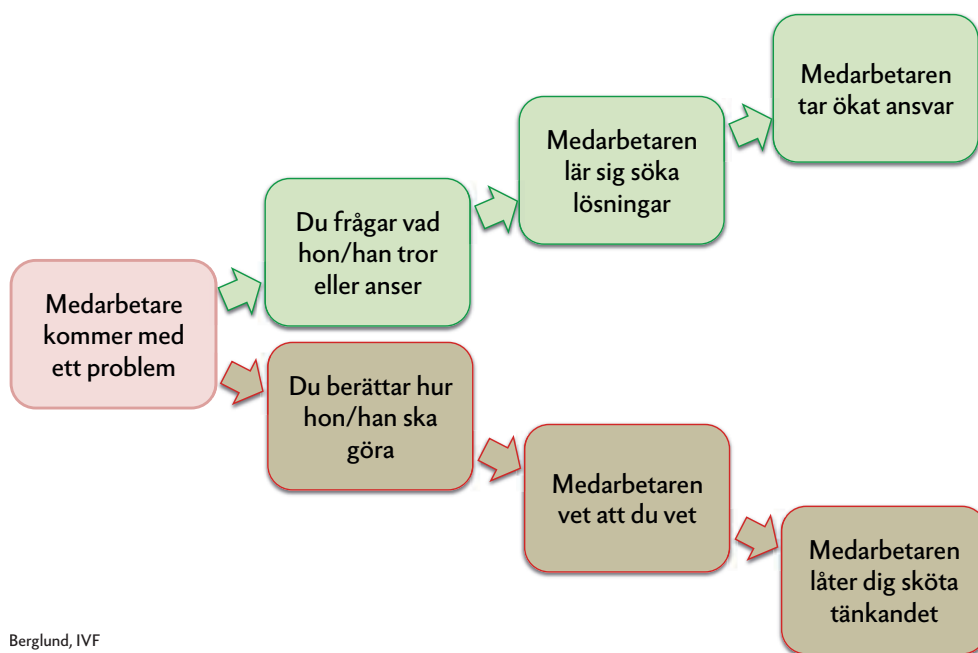 Medarbetare
kommer med
ett problem
Du frågar vad
hon/han tror
eller anser
Medarbetaren
lär sig söka
lösningar
Medarbetaren
tar ökat ansvar
Du berättar hur
hon/han ska
göra
Medarbetaren
vet att du vet
Medarbetaren
låter dig sköta
tänkandet
Berglund, IVF